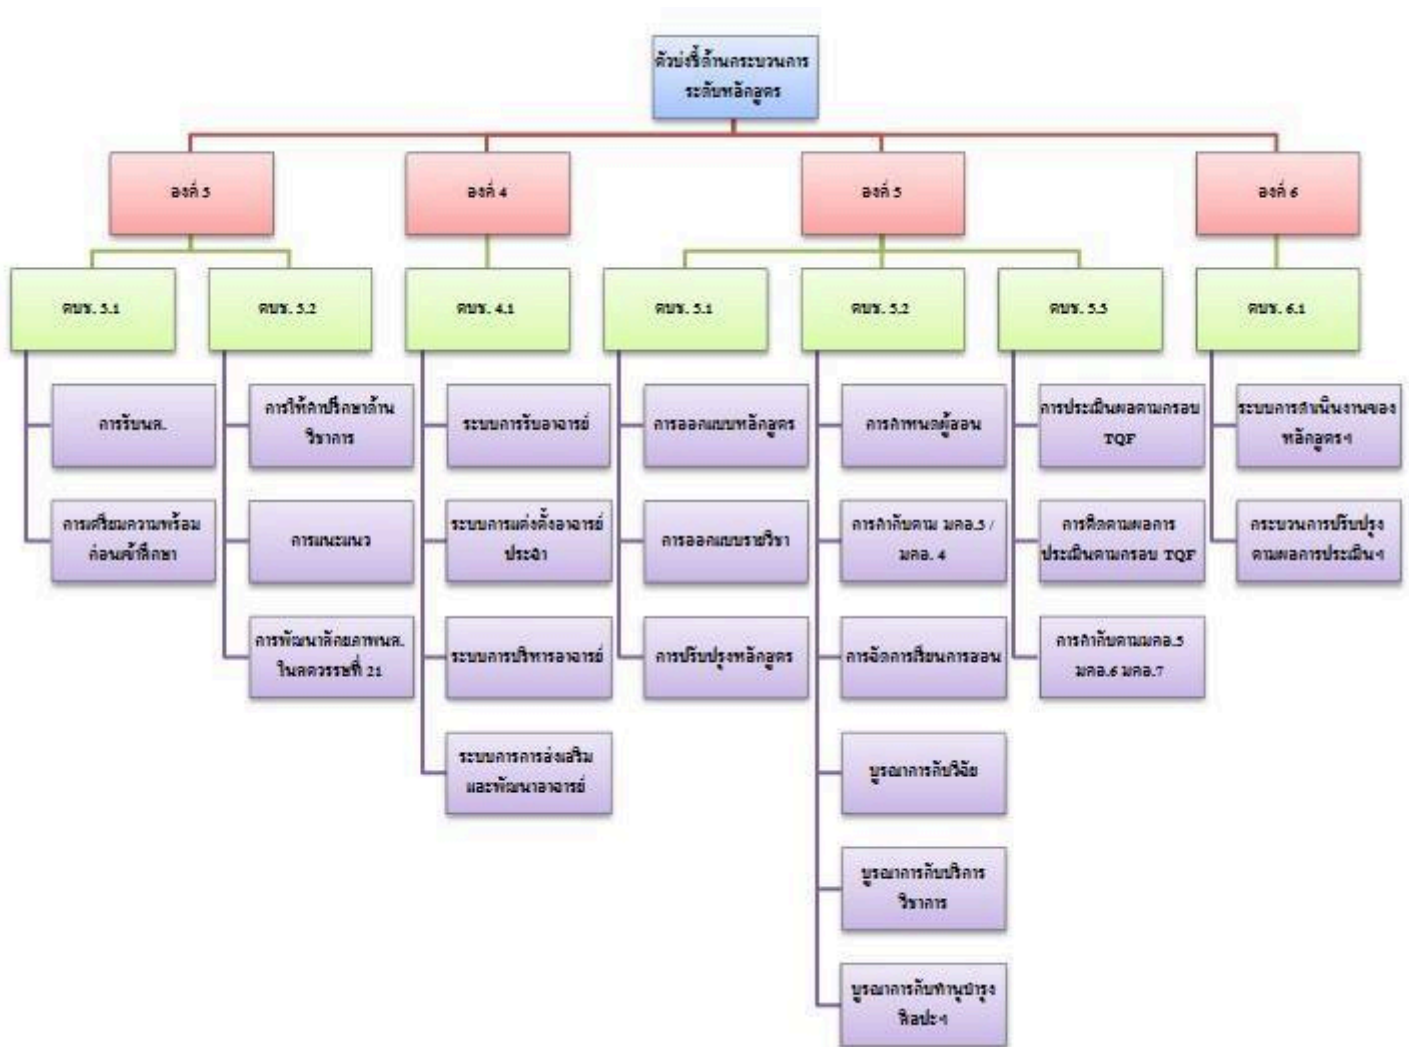 ตัวบ่งชี้ด้านกระบวนการ
ระดับหลักสูตร
องค์ 3
องค์ 4
องค์ 5
องค์ 6
ตบช. 3.1
ตบช. 3.2
ตบช. 4.1
ตบช. 5.1
ตบช. 5.2
ตบช. 5.3
ตบช. 6.1
การรับนศ.
การเตรียมความพร้อม
ก่อนเข้าศึกษา
การให้คำปรึกษาด้าน
วิชาการ
การแนะแนว
การพัฒนาศักยภาพนศ.
ในศตวรรษที่ 21
ระบบการรับอาจารย์
ระบบการแต่งตั้งอาจารย์
ประจำ
ระบบการบริหารอาจารย์
ระบบการการส่งเสริม
และพัฒนาอาจารย์
การออกแบบหลักสูตร
การออกแบบรายวิชา
การปรับปรุงหลักสูตร
การกำหนดผู้สอน
การกำกับตาม มคอ.3 /
มคอ. 4
การจัดการเรียนการสอน
บูรณาการกับวิจัย
บูรณาการกับบริการ
วิชาการ
บูรณาการกับทำนุบำรุง
ศิลปะฯ
การประเมินผลตามกรอบ
TQF
การติดตามผลการ
ประเมินตามกรอบ TQF
การกำกับตามมคอ.5
มคอ.6 มคอ.7
ระบบการดำเนินงานของ
หลักสูตรฯ
กระบวนการปรับปรุง
ตามผลการประเมินฯ